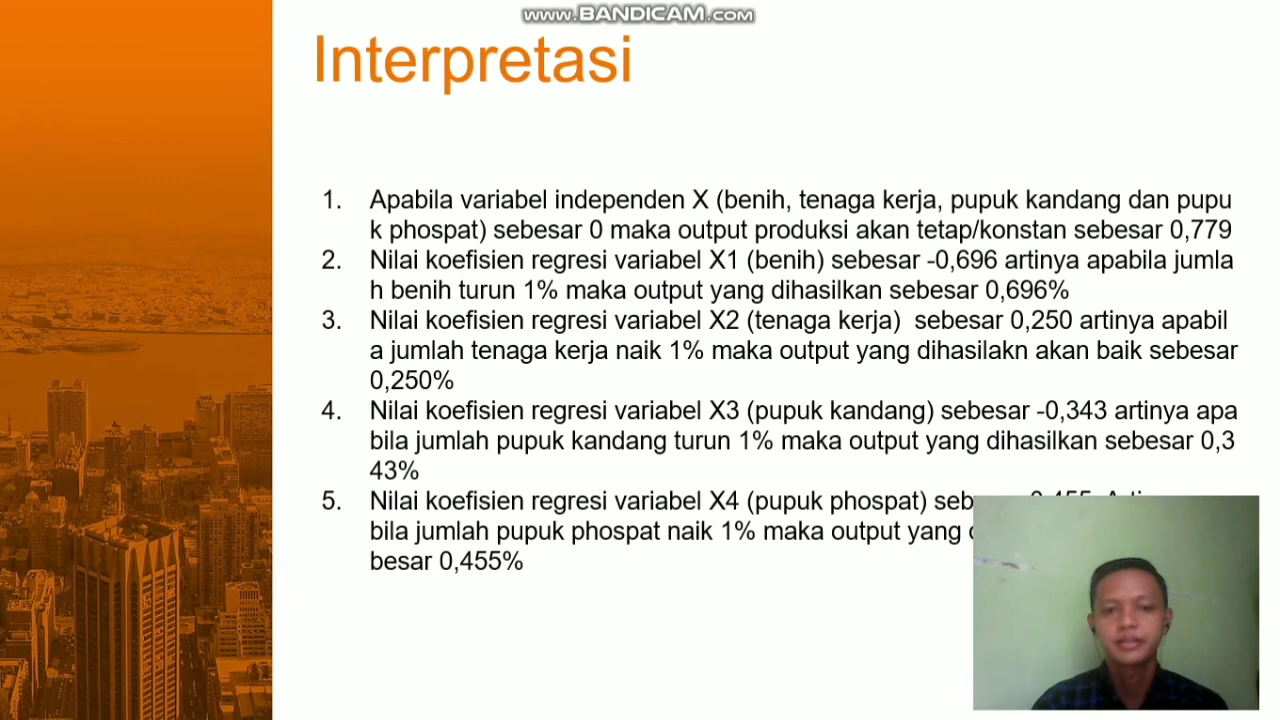 www.BANDICAM.com
Interpretasi
1. Apabila variabel independen X (benih, tenaga kerja, pupuk kandang dan pupu
k phospat) sebesar 0 maka output produksi akan tetap/konstan sebesar 0,779
2. Nilai koefisien regresi variabel X1 (benih) sebesar -0,696 artinya apabila jumla
h benih turun 1% maka output yang dihasilkan sebesar 0,696%
3. Nilai koefisien regresi variabel X2 (tenaga kerja)  sebesar 0,250 artinya apabil
a jumlah tenaga kerja naik 1% maka output yang dihasilakn akan baik sebesar
0,250%
4. Nilai koefisien regresi variabel X3 (pupuk kandang) sebesar -0,343 artinya apa
bila jumlah pupuk kandang turun 1% maka output yang dihasilkan sebesar 0,3
43%
5. Nilai koefisien regresi variabel X4 (pupuk phospat)
bila jumlah pupuk phospat naik 1% maka output yang
besar 0,455%